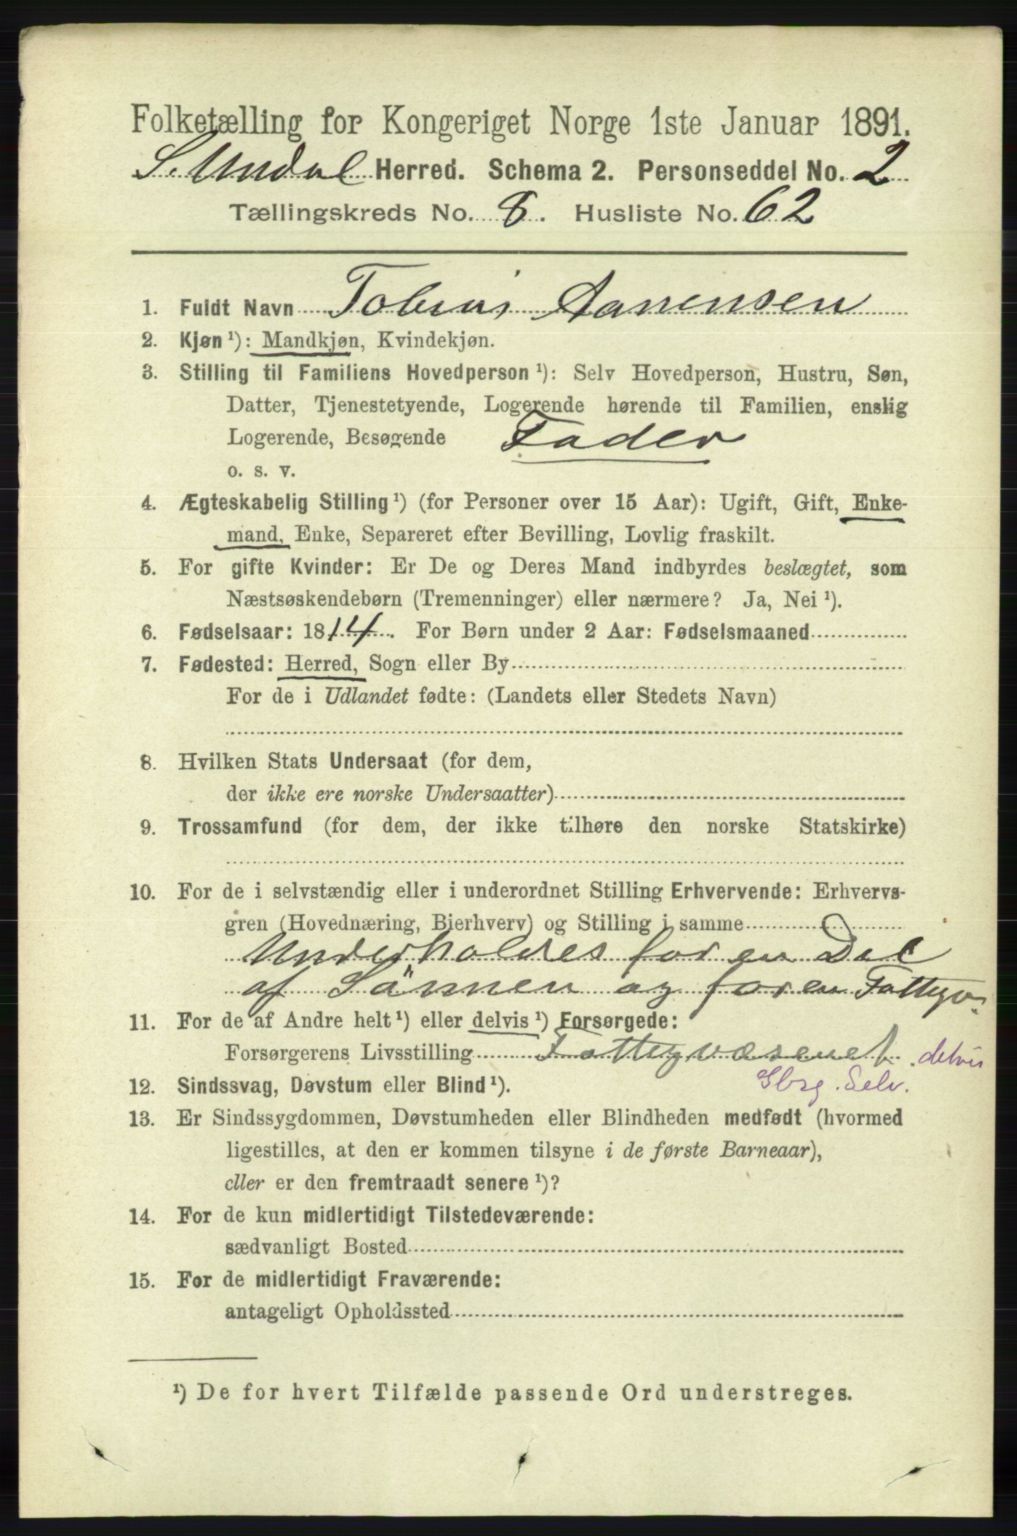 Folketælling for Kongeriget Norge 1ste Januar 1891.
S. Undal Herred. Schema 2. Personseddel No. 2
Tællingskreds No. 8. Husliste No. 62
1. Fuldt Navn Tobias Aanensen
2. Kjøn ¹): Mandkjøn, Kvindekjøn.
3. Stilling til Familiens Hovedperson ¹): Selv Hovedperson, Hustru, Søn,
Datter, Tjenestetyende, Logerende hørende til Familien, enslig
Logerende, Besøgende Fader
o. s. v.
4. Ægteskabelig Stilling ¹) (for Personer over 15 Aar): Ugift, Gift, Enke-
mand, Enke, Separeret efter Bevilling, Lovlig fraskilt.
5. For gifte Kvinder: Er De og Deres Mand indbyrdes beslægtet, som
Næstsøskendebørn (Tremenninger) eller nærmere? Ja, Nei ¹).
6. Fødselsaar: 1814. For Børn under 2 Aar: Fødselsmaaned
7. Fødested: Herred, Sogn eller By
For de i Udlandet fødte: (Landets eller Stedets Navn)
8. Hvilken Stats Undersaat (for dem,
der ikke ere norske Undersaatter)
9. Trossamfund (for dem, der ikke tilhøre den norske Statskirke)
10. For de i selvstændig eller i underordnet Stilling Erhvervende: Erhvervs-
gren (Hovednæring, Bierhverv) og Stilling i samme
Underholdes for en Del
af Sönnen og for en Fattigv.
11. For de af Andre helt ¹) eller delvis ¹) Forsørgede:
Forsørgerens Livsstilling Fattigvæsenet. delvis
Gbrg. Selv.
12. Sindssvag, Døvstum eller Blind ¹).
13. Er Sindssygdommen, Døvstumheden eller Blindheden medfødt (hvormed
ligestilles, at den er kommen tilsyne i de første Barneaar),
eller er den fremtraadt senere ¹)?
14. For de kun midlertidigt Tilstedeværende:
sædvanligt Bosted
15. For de midlertidigt Fraværende:
antageligt Opholdssted
¹) De for hvert Tilfælde passende Ord understreges.